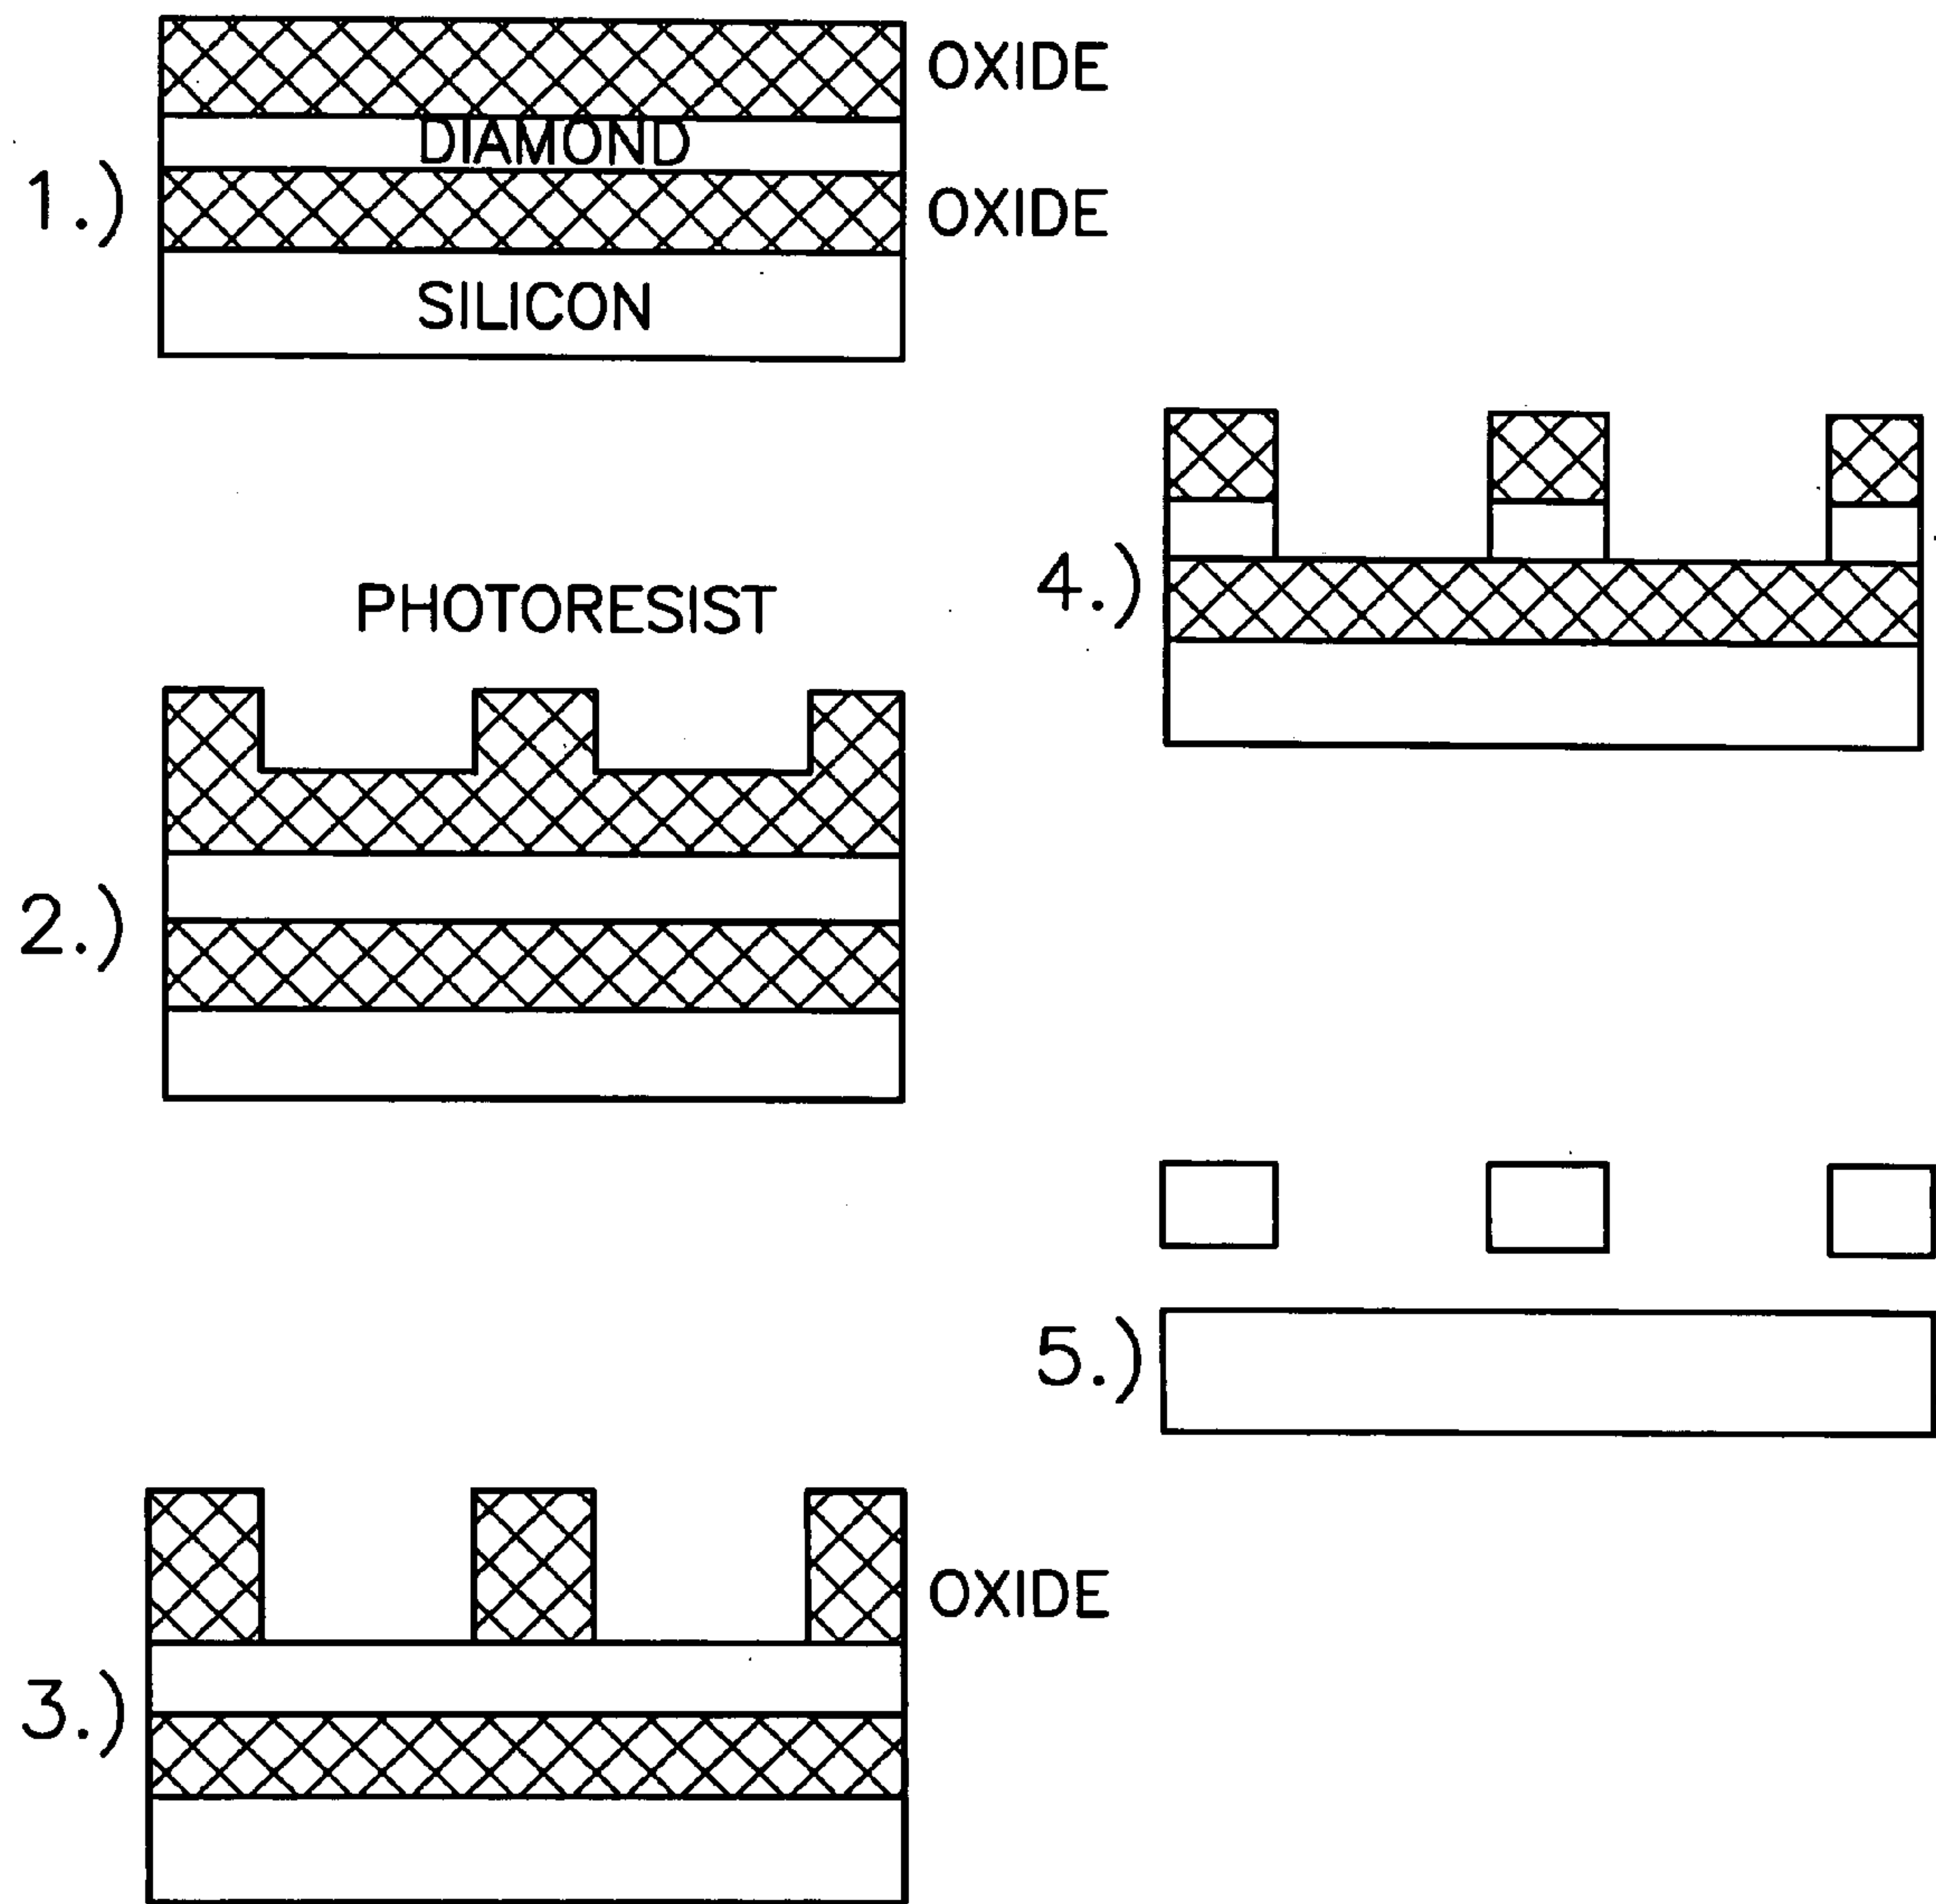 OXIDE
DIAMOND
1.)
OXIDE
SILICON
PHOTORESIST
2.)
3.)
OXIDE
4.)
5.)